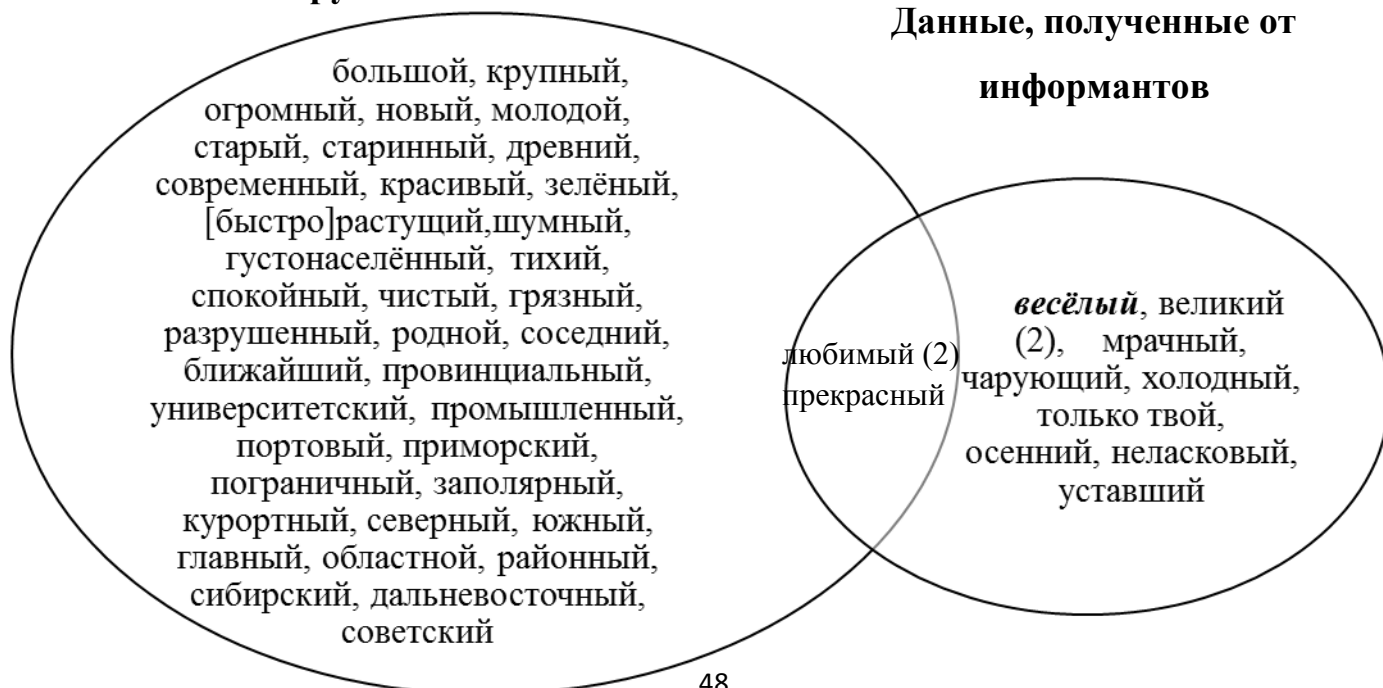 Данные, полученные от
информантов
большой, крупный,
огромный, новый, молодой,
старый, старинный, древний,
современный, красивый, зелёный,
[быстро]растущий,шумный,
густонаселённый, тихий,
спокойный, чистый, грязный,
разрушенный, родной, соседний,
ближайший, провинциальный,
университетский, промышленный,
портовый, приморский,
пограничный, заполярный,
курортный, северный, южный,
главный, областной, районный,
сибирский, дальневосточный,
советский
любимый (2)
прекрасный
весёлый, великий
(2), мрачный,
чарующий, холодный,
только твой,
осенний, неласковый,
уставший
48